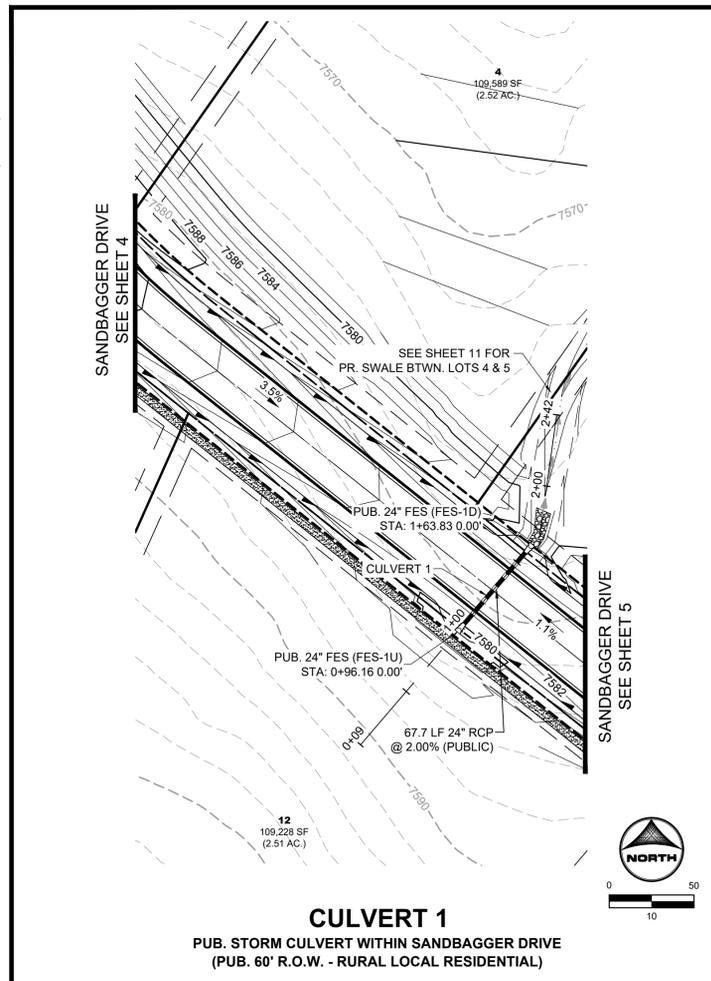 4
109,589 SF
(2.52 AC.)
7570
7570
SANDBAGGER DRIVE
SEE SHEET 4
7580
7588
7586
7584
7580
SEE SHEET 11 FOR
PR. SWALE BTWN. LOTS 4 & 5
3.5%
2+42
2+00
PUB. 24" FES (FES-1D)
STA: 1+63.83 0.00'
CULVERT 1
1+00
1.1%
7580
7582
SANDBAGGER DRIVE
SEE SHEET 5
PUB. 24" FES (FES-1U)
STA: 0+96.16 0.00'
0+09
67.7 LF 24" RCP
@ 2.00% (PUBLIC)
7590
12
109,228 SF
(2.51 AC.)
NORTH
0 50
10
CULVERT 1
PUB. STORM CULVERT WITHIN SANDBAGGER DRIVE
(PUB. 60' R.O.W. - RURAL LOCAL RESIDENTIAL)